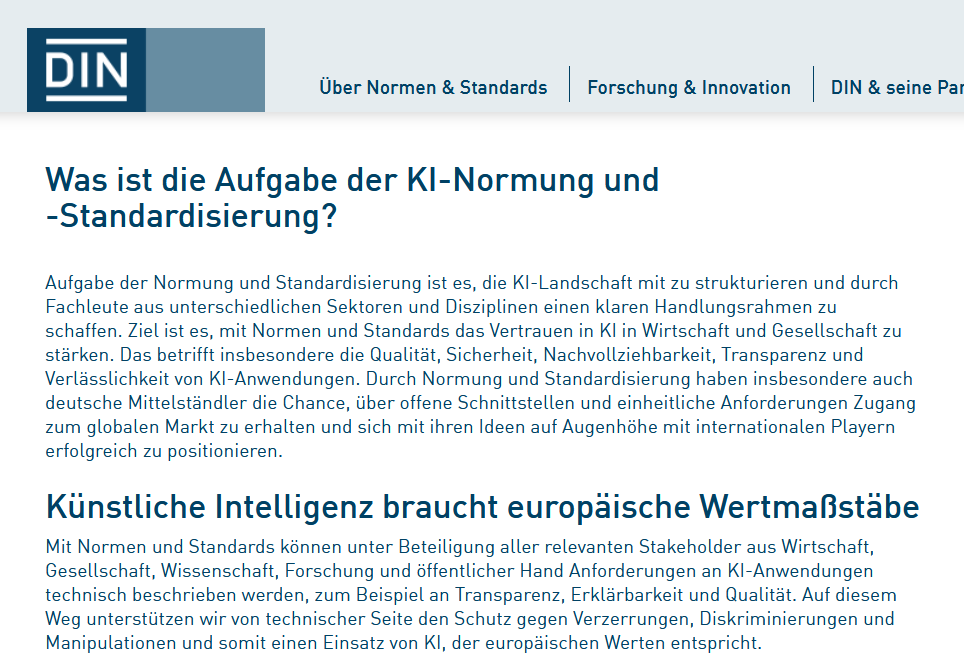 DIN
Über Normen & Standards
Forschung & Innovation
DIN & seine Par
Was ist die Aufgabe der KI-Normung und
-Standardisierung?
Aufgabe der Normung und Standardisierung ist es, die KI-Landschaft mit zu strukturieren und durch
Fachleute aus unterschiedlichen Sektoren und Disziplinen einen klaren Handlungsrahmen zu
schaffen. Ziel ist es, mit Normen und Standards das Vertrauen in KI in Wirtschaft und Gesellschaft zu
stärken. Das betrifft insbesondere die Qualität, Sicherheit, Nachvollziehbarkeit, Transparenz und
Verlässlichkeit von KI-Anwendungen. Durch Normung und Standardisierung haben insbesondere auch
deutsche Mittelständler die Chance, über offene Schnittstellen und einheitliche Anforderungen Zugang
zum globalen Markt zu erhalten und sich mit ihren Ideen auf Augenhöhe mit internationalen Playern
erfolgreich zu positionieren.
Künstliche Intelligenz braucht europäische Wertmaßstäbe
Mit Normen und Standards können unter Beteiligung aller relevanten Stakeholder aus Wirtschaft,
Gesellschaft, Wissenschaft, Forschung und öffentlicher Hand Anforderungen an KI-Anwendungen
technisch beschrieben werden, zum Beispiel an Transparenz, Erklärbarkeit und Qualität. Auf diesem
Weg unterstützen wir von technischer Seite den Schutz gegen Verzerrungen, Diskriminierungen und
Manipulationen und somit einen Einsatz von KI, der europäischen Werten entspricht.